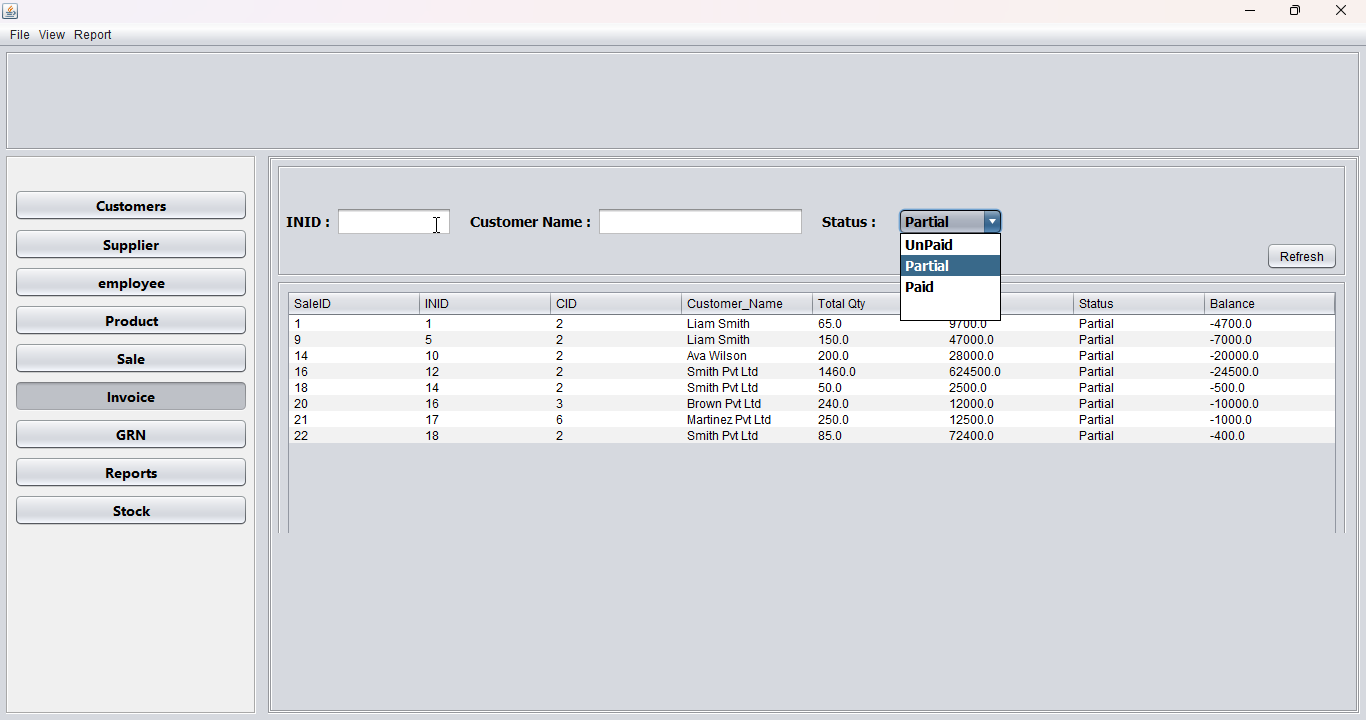 File View Report
Customers
Supplier
employee
Product
Sale
Invoice
GRN
Reports
Stock
INID : Customer Name : Status : Partial
UnPaid
Partial
Paid
Refresh
SaleID INID CID Customer_Name Total Qty Status Balance
1 1 2 Liam Smith 65.0 9700.0 Partial -4700.0
9 5 2 Liam Smith 150.0 47000.0 Partial -7000.0
14 10 2 Ava Wilson 200.0 28000.0 Partial -20000.0
16 12 2 Smith Pvt Ltd 1460.0 624500.0 Partial -24500.0
18 14 2 Smith Pvt Ltd 50.0 2500.0 Partial -500.0
20 16 3 Brown Pvt Ltd 240.0 12000.0 Partial -10000.0
21 17 6 Martinez Pvt Ltd 250.0 12500.0 Partial -1000.0
22 18 2 Smith Pvt Ltd 85.0 72400.0 Partial -400.0